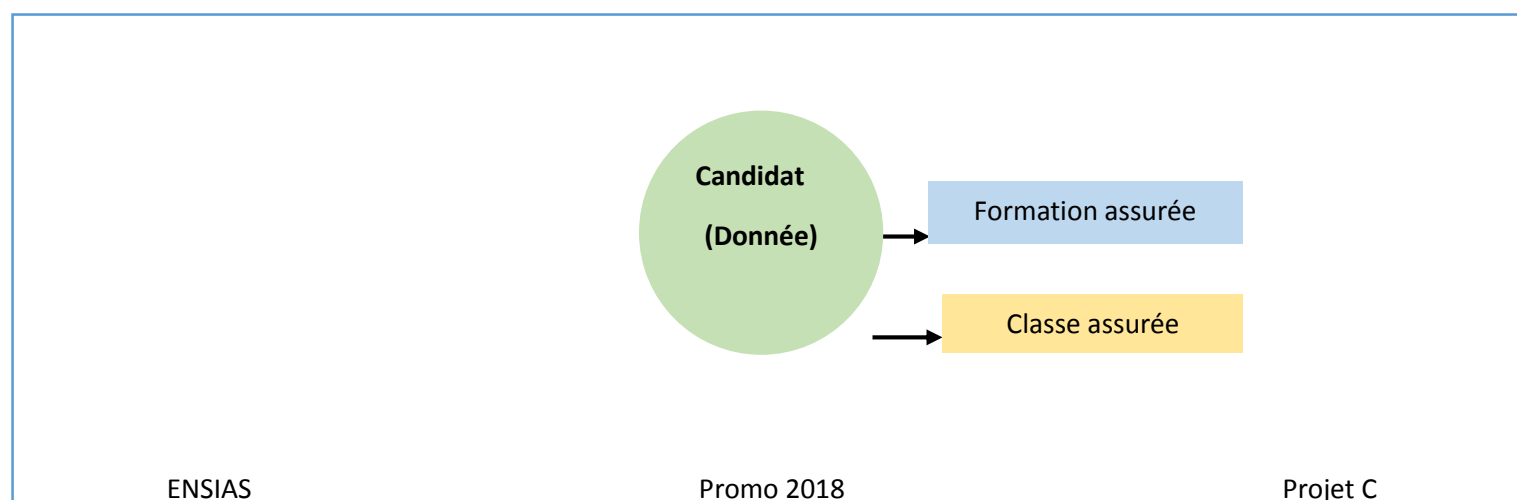 Candidat
(Donnée)
Formation assurée
Classe assurée
ENSIAS Promo 2018 Projet C